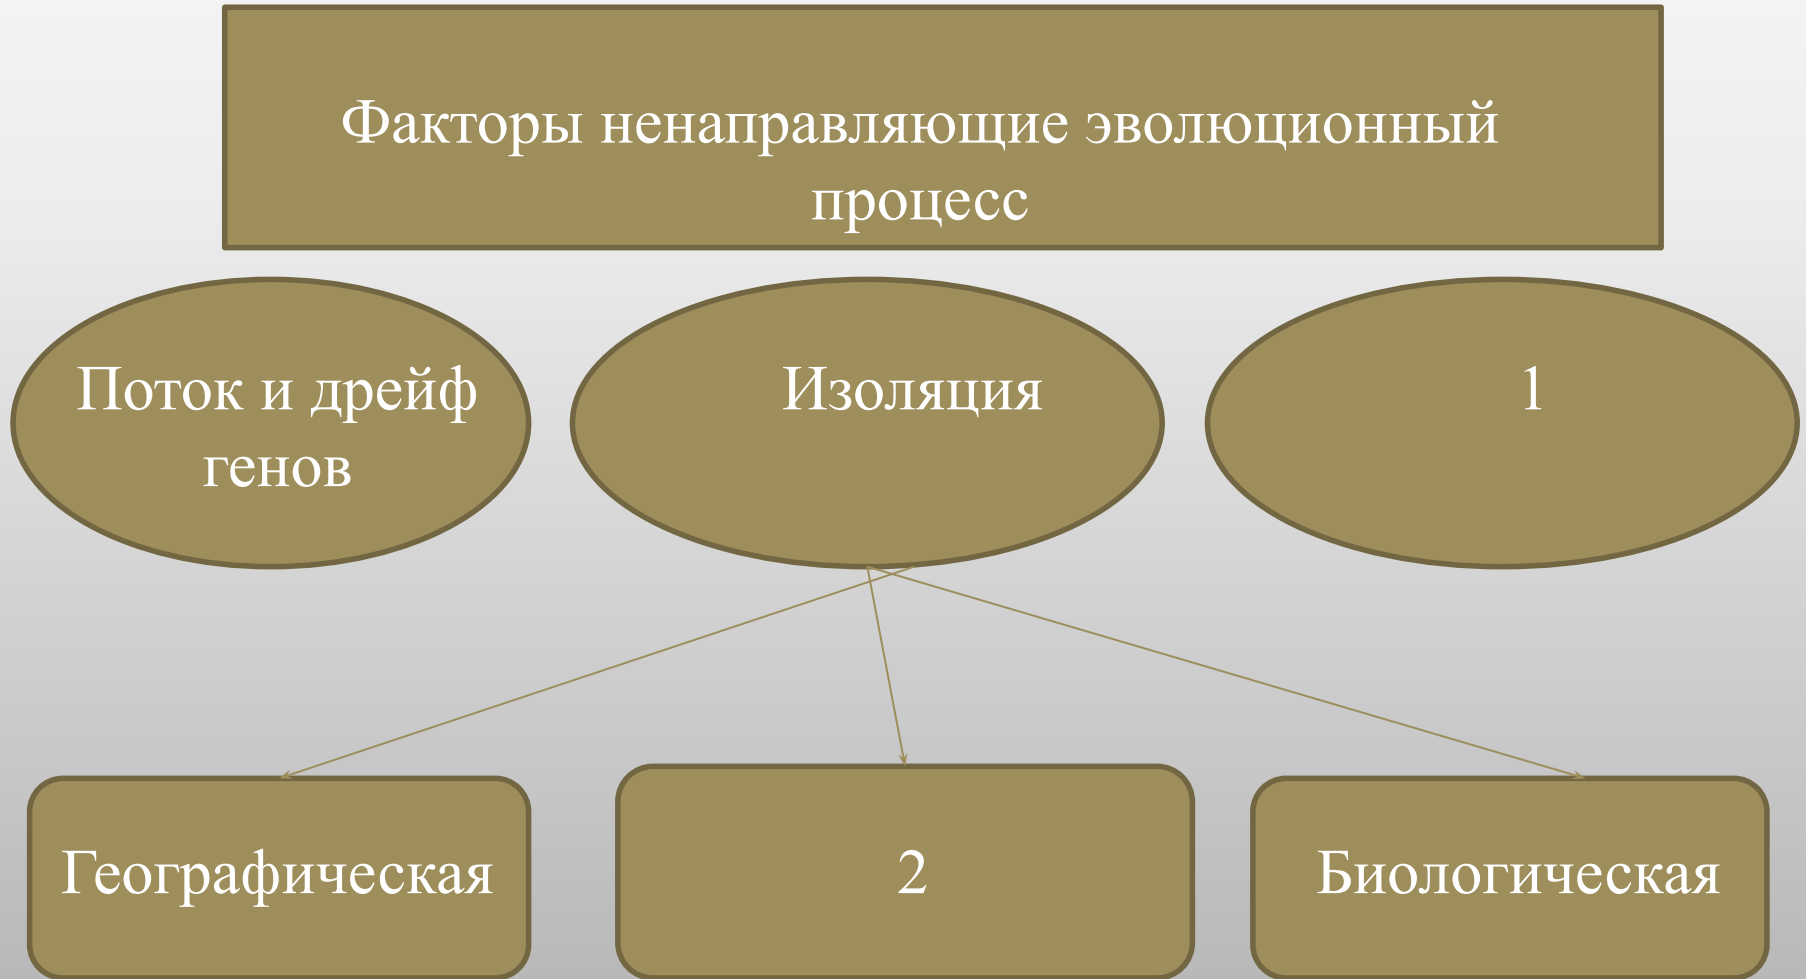 Факторы ненаправляющие эволюционный
процесс
Поток и дрейф
генов
Изоляция
1
Географическая
2
Биологическая